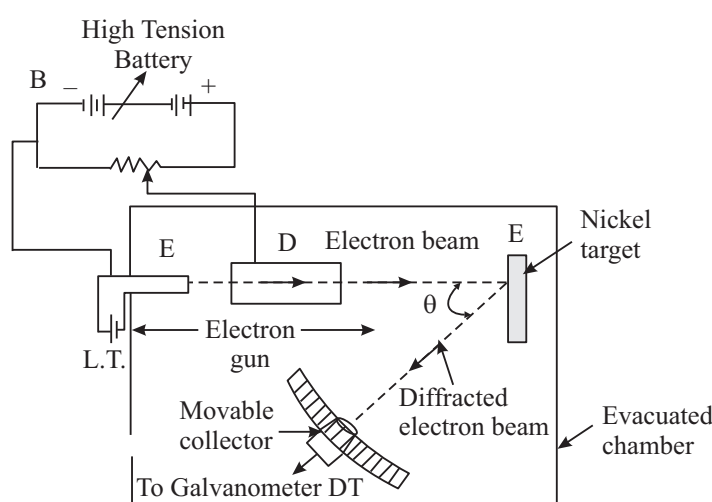 High Tension
Battery
B
–
+
E
D
Electron beam
E
Nickel
target
θ
L.T.
Electron
gun
Movable
collector
Diffracted
electron beam
Evacuated
chamber
To Galvanometer DT